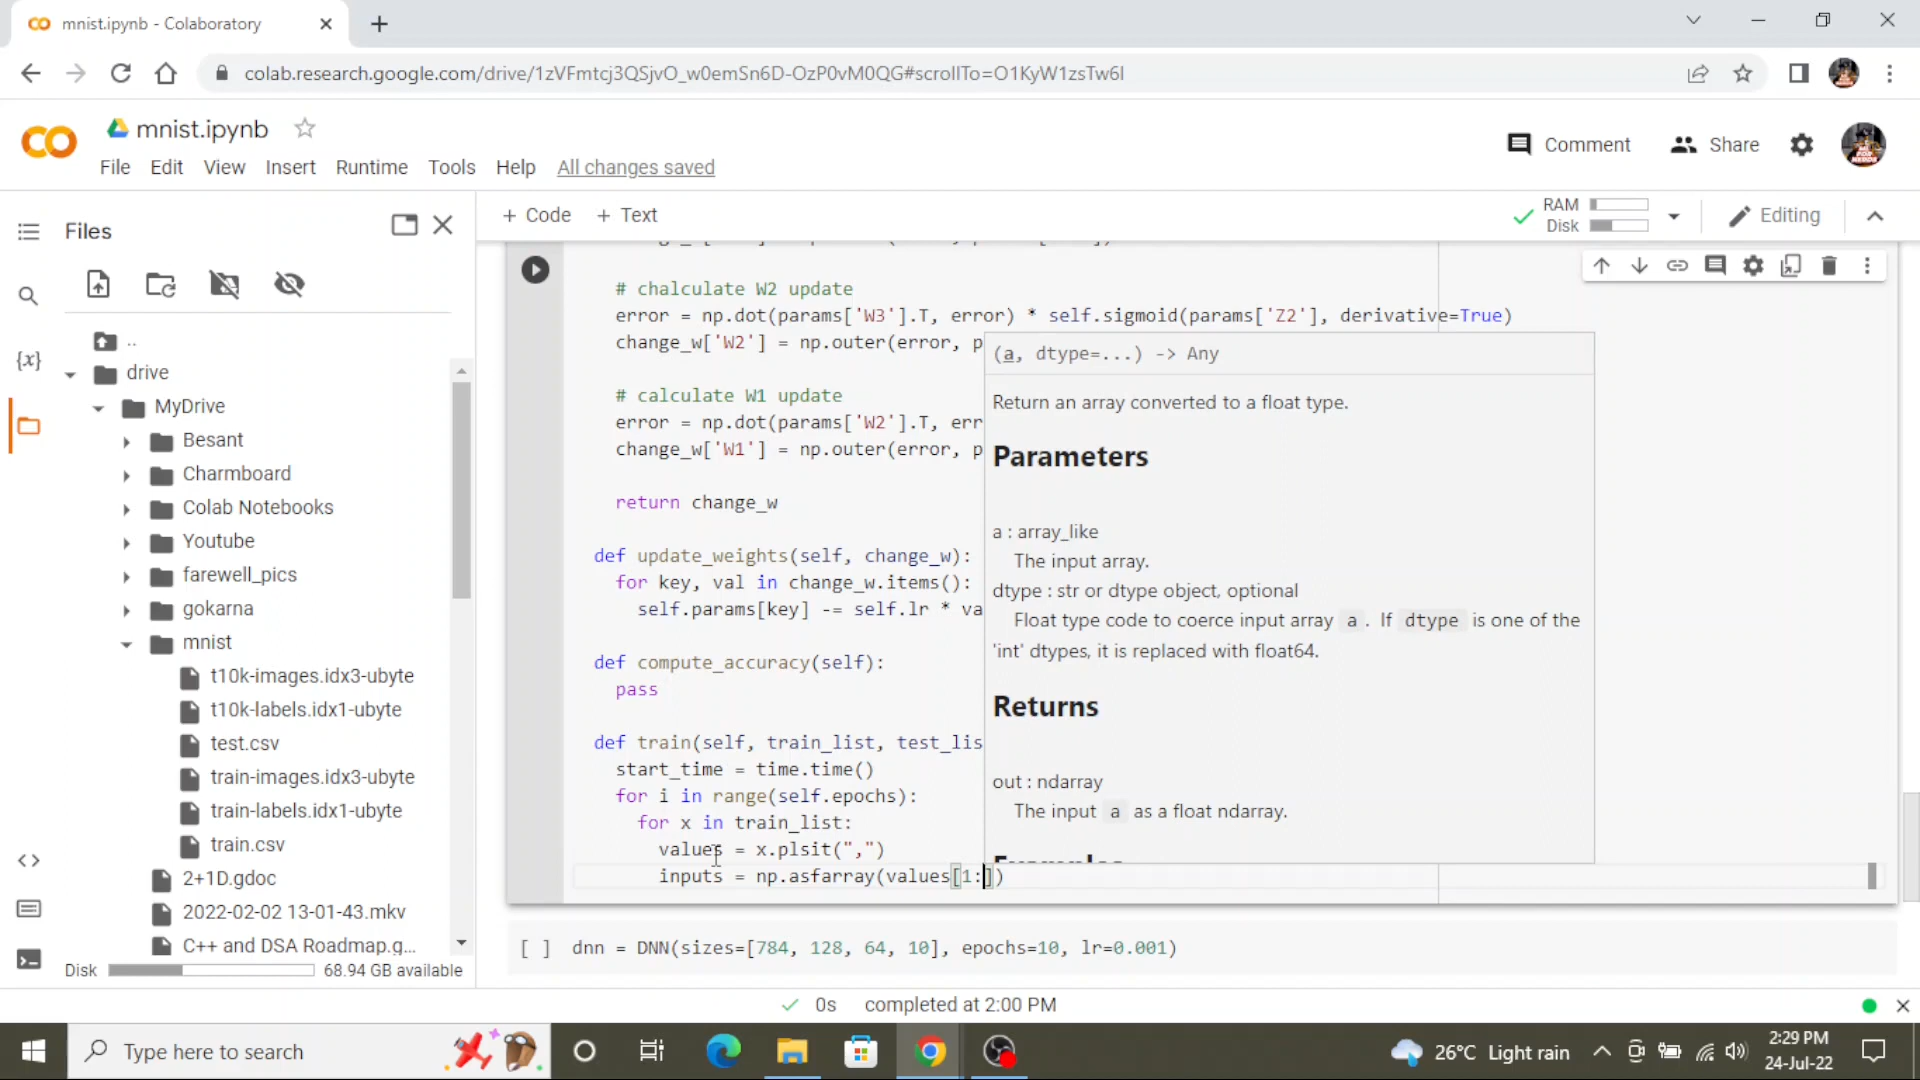 mnist.ipynb - Colaboratory
colab.research.google.com/drive/1zVFmtcj3QSjvO_w0emSn6D-OzP0vM0QG#scrollTo=O1KyW1zsTw6I
mnist.ipynb
File Edit View Insert Runtime Tools Help All changes saved
Comment Share
+ Code + Text
RAM
Disk
Editing
Files
..
drive
MyDrive
Besant
Charmboard
Colab Notebooks
Youtube
farewell_pics
gokarna
mnist
t10k-images.idx3-ubyte
t10k-labels.idx1-ubyte
test.csv
train-images.idx3-ubyte
train-labels.idx1-ubyte
train.csv
2+1D.gdoc
2022-02-02 13-01-43.mkv
C++ and DSA Roadmap.g...
Disk 68.94 GB available
# chalculate W2 update
error = np.dot(params['W3'].T, error) * self.sigmoid(params['Z2'], derivative=True)
change_w['W2'] = np.outer(error, p
# calculate W1 update
error = np.dot(params['W2'].T, err
change_w['W1'] = np.outer(error, p
return change_w
def update_weights(self, change_w):
for key, val in change_w.items():
self.params[key] -= self.lr * va
def compute_accuracy(self):
pass
def train(self, train_list, test_lis
start_time = time.time()
for i in range(self.epochs):
for x in train_list:
values = x.plsit(",")
inputs = np.asfarray(values[1:])
(a, dtype=...) -> Any
Return an array converted to a float type.
Parameters
a : array_like
The input array.
dtype : str or dtype object, optional
Float type code to coerce input array a . If dtype is one of the
'int' dtypes, it is replaced with float64.
Returns
out : ndarray
The input a as a float ndarray.
Examples
[ ] dnn = DNN(sizes=[784, 128, 64, 10], epochs=10, lr=0.001)
0s completed at 2:00 PM
Type here to search
26°C Light rain
2:29 PM
24-Jul-22